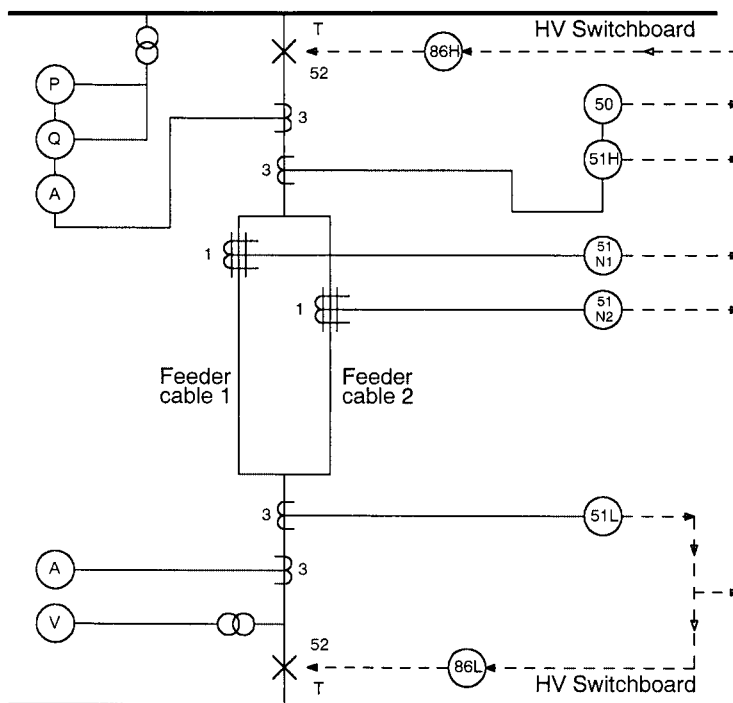 T
HV Switchboard
86H
52
P
50
3
Q
51H
3
A
51
N1
1
51
N2
1
Feeder
cable 1
Feeder
cable 2
3
51L
A
3
V
52
86L
T
HV Switchboard